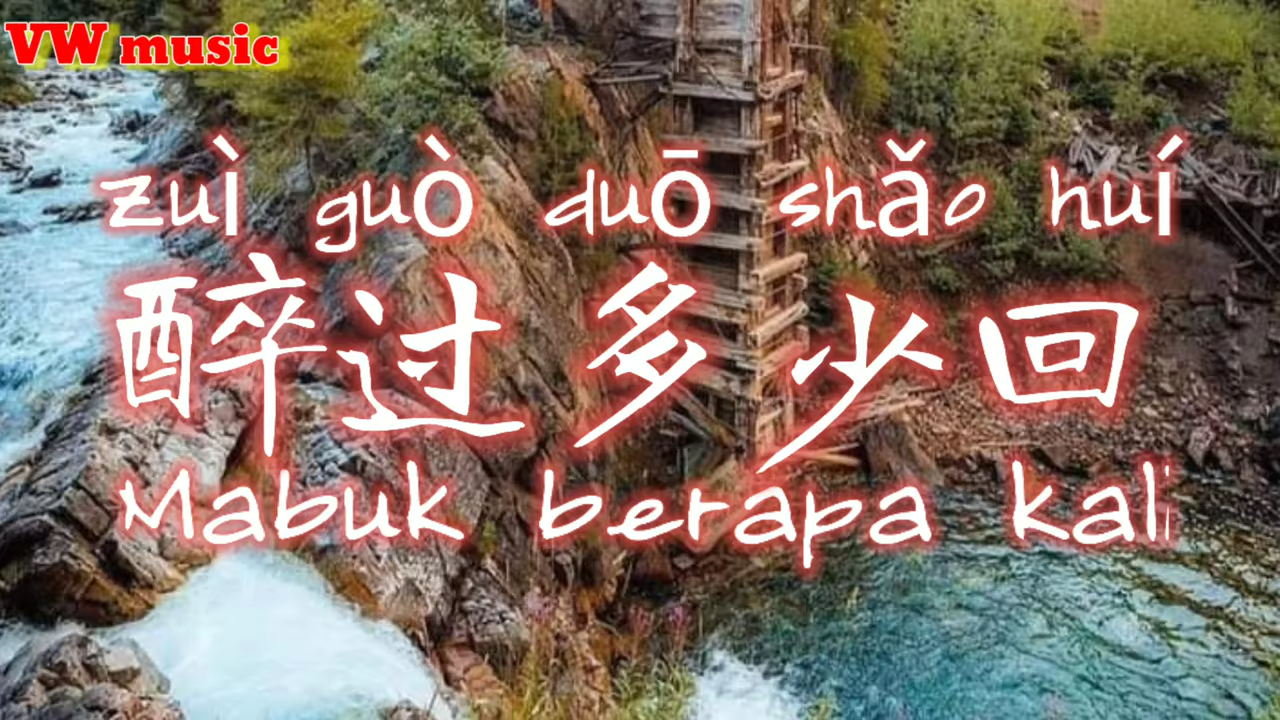 VW music
zuì guò duō shǎo huí
醉过多少回
Mabuk berapa kali